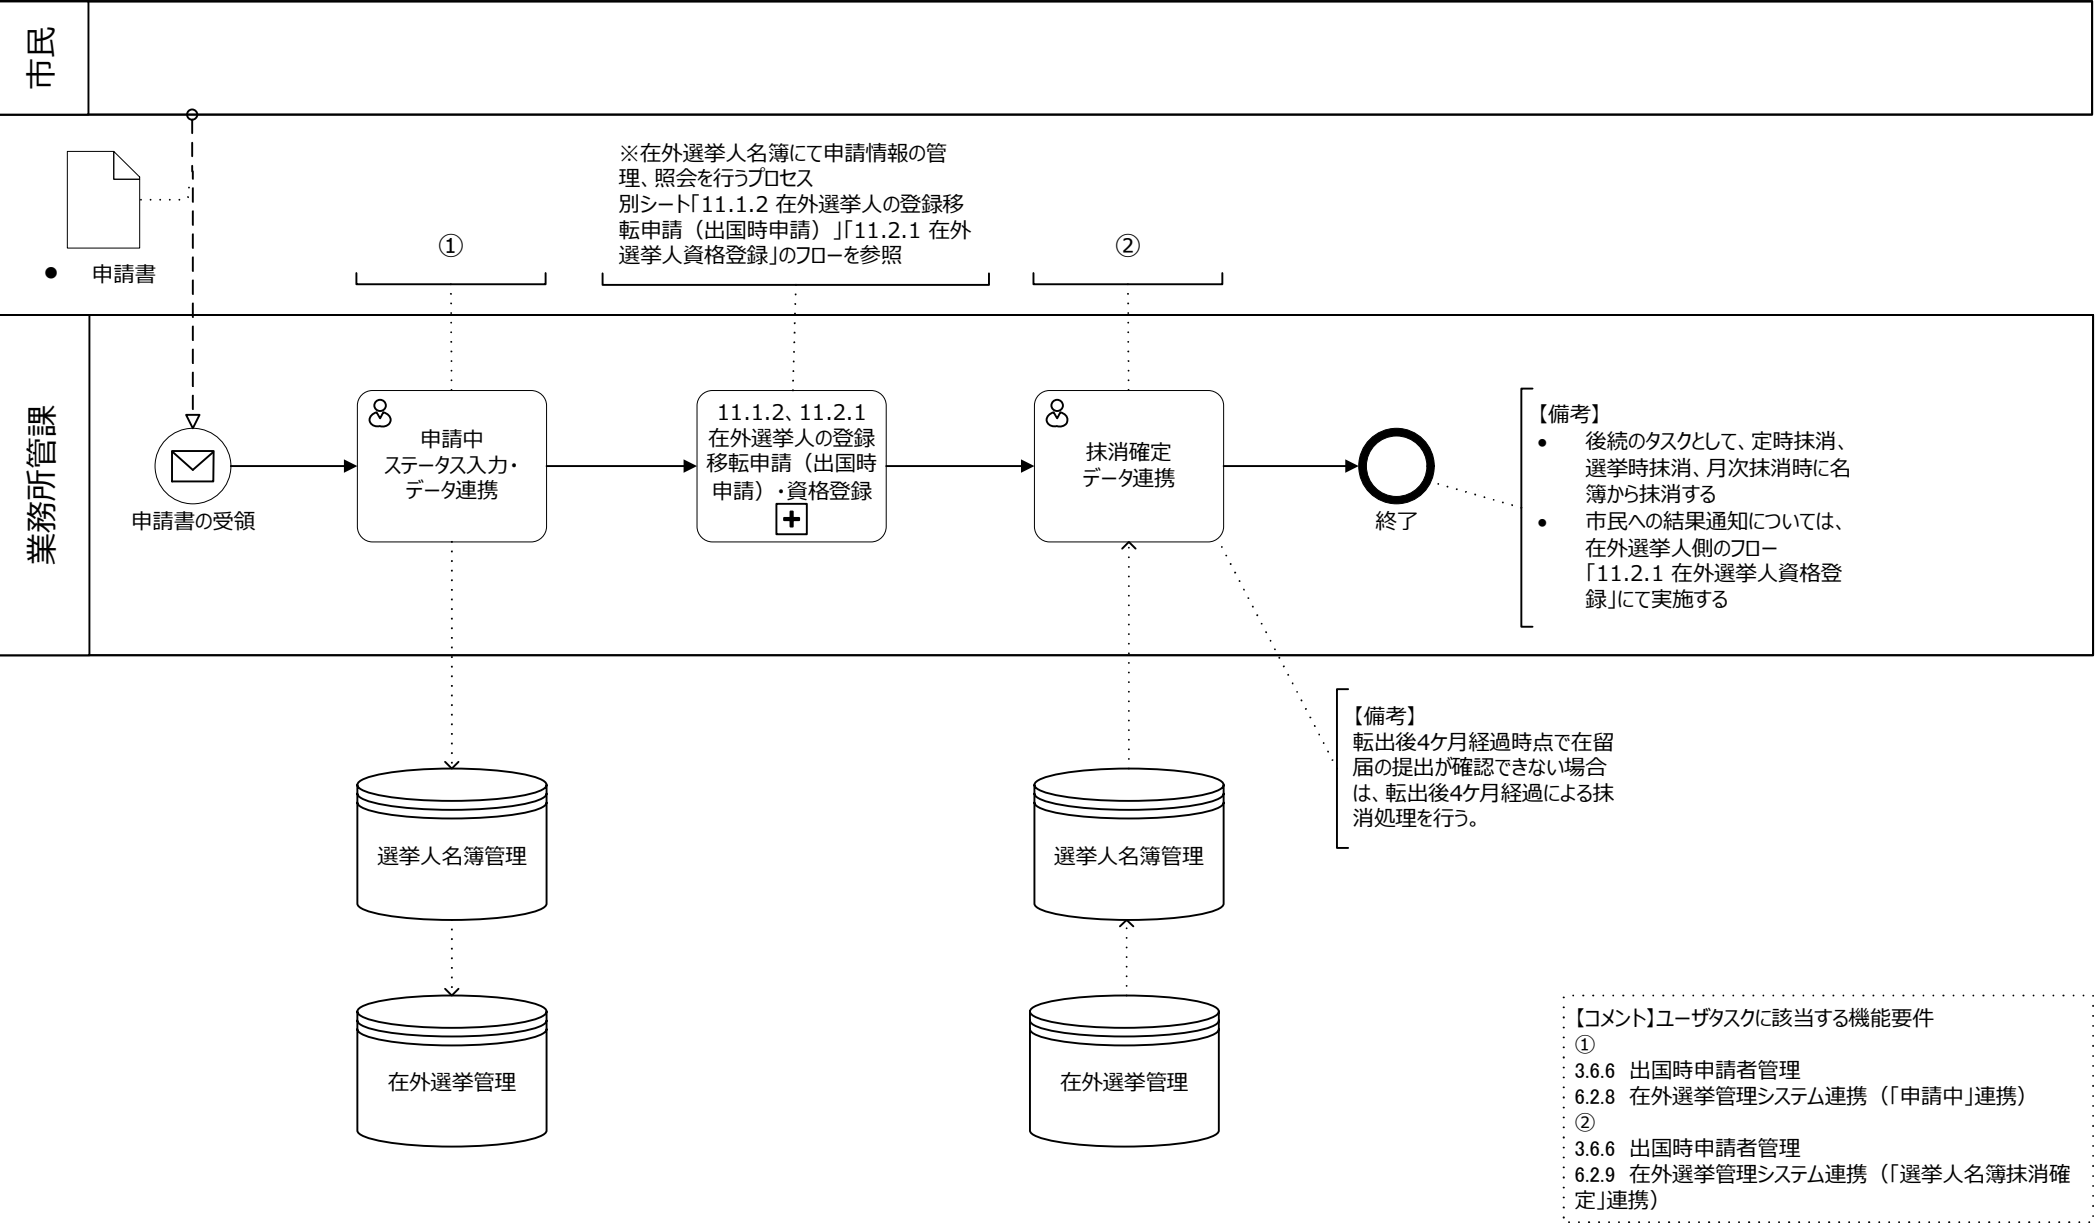 市民
● 申請書
①
※在外選挙人名簿にて申請情報の管
理、照会を行うプロセス
別シート「11.1.2 在外選挙人の登録移
転申請（出国時申請）」「11.2.1 在外
選挙人資格登録」のフローを参照
②
業務所管課
申請書の受領
申請中
ステータス入力・
データ連携
11.1.2、11.2.1
在外選挙人の登録
移転申請（出国時
申請）・資格登録
抹消確定
データ連携
終了
【備考】
● 後続のタスクとして、定時抹消、
選挙時抹消、月次抹消時に名
簿から抹消する
● 市民への結果通知については、
在外選挙人側のフロー
「11.2.1 在外選挙人資格登
録」にて実施する
【備考】
転出後4ケ月経過時点で在留
届の提出が確認できない場合
は、転出後4ケ月経過による抹
消処理を行う。
選挙人名簿管理
選挙人名簿管理
在外選挙管理
在外選挙管理
【コメント】ユーザタスクに該当する機能要件
①
3.6.6 出国時申請者管理
6.2.8 在外選挙管理システム連携（「申請中」連携）
②
3.6.6 出国時申請者管理
6.2.9 在外選挙管理システム連携（「選挙人名簿抹消確
定」連携）